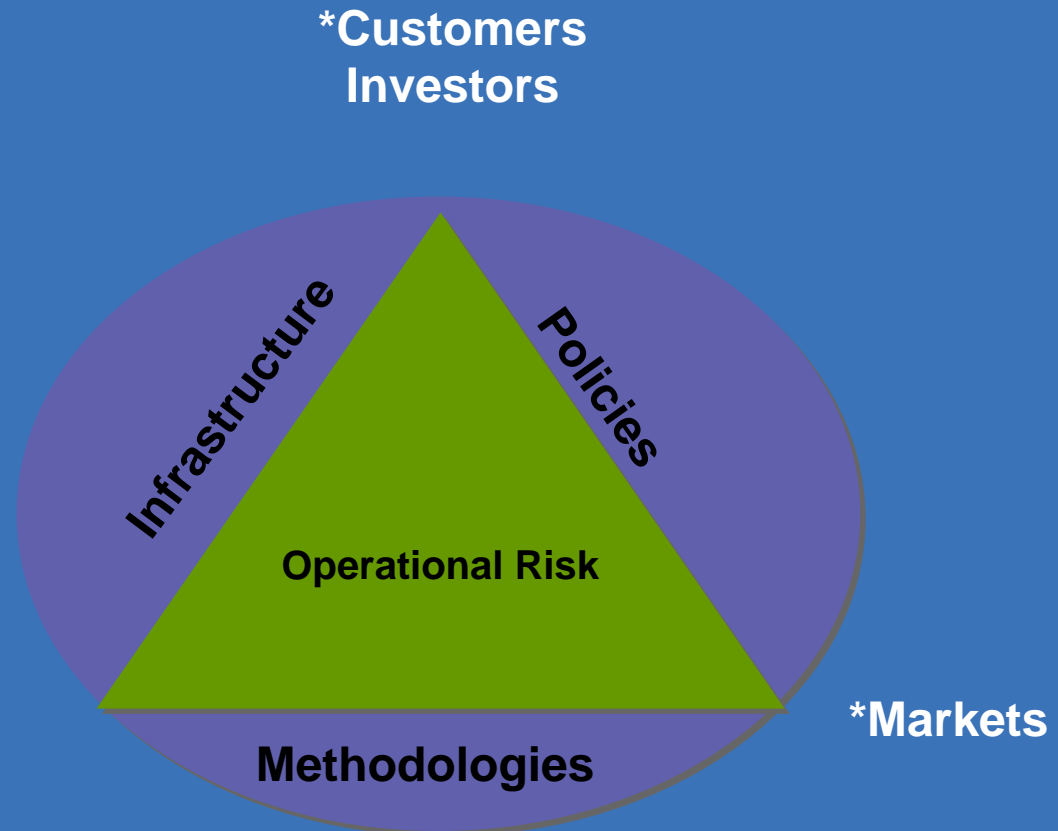 *Customers
Investors
Infrastructure
Policies
Operational Risk
*Markets
Methodologies